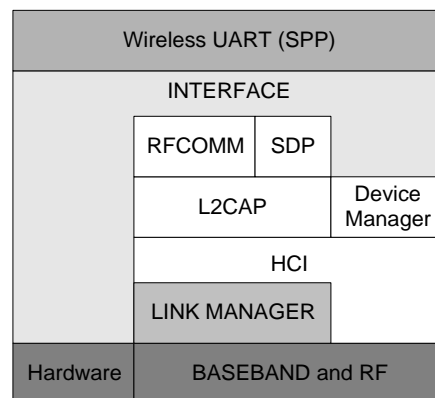 Wireless UART (SPP)
INTERFACE
RFCOMM
SDP
L2CAP
Device
Manager
HCI
LINK MANAGER
Hardware
BASEBAND and RF